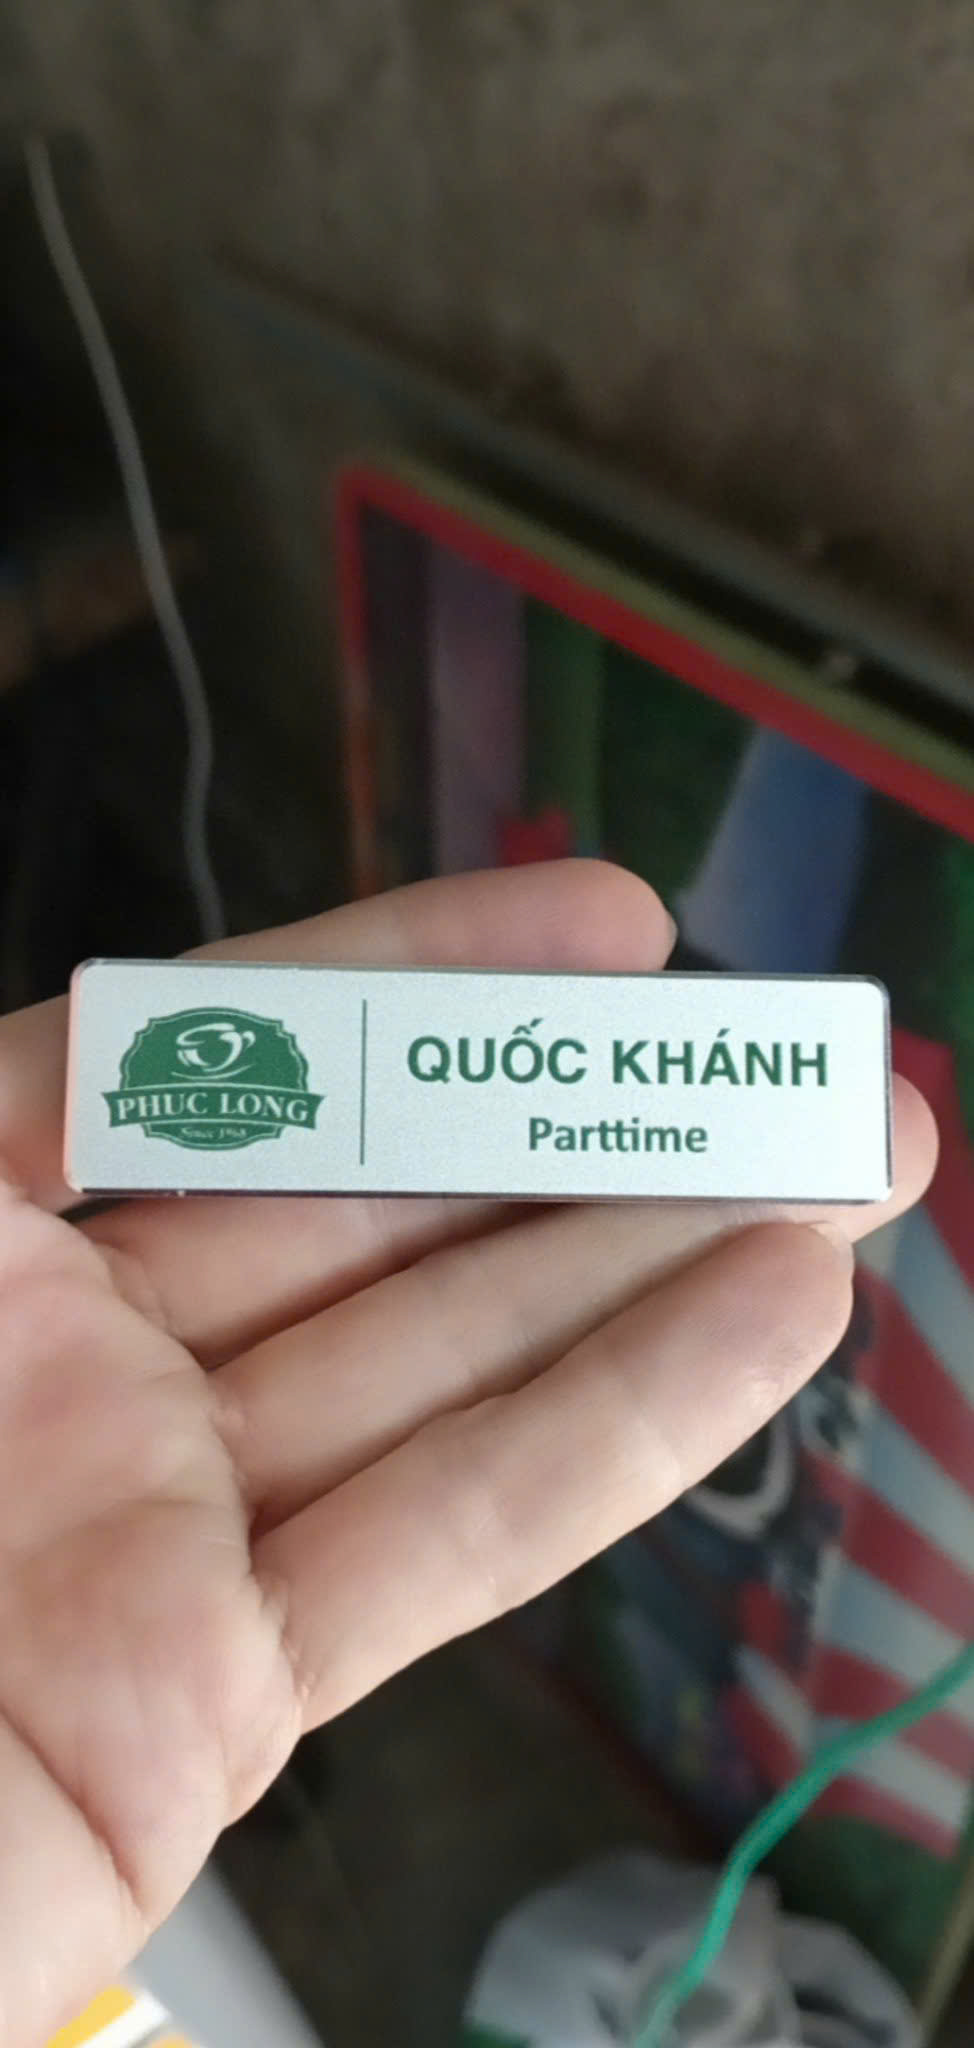 PHUC LONG
Since 1968
QUỐC KHÁNH
Parttime